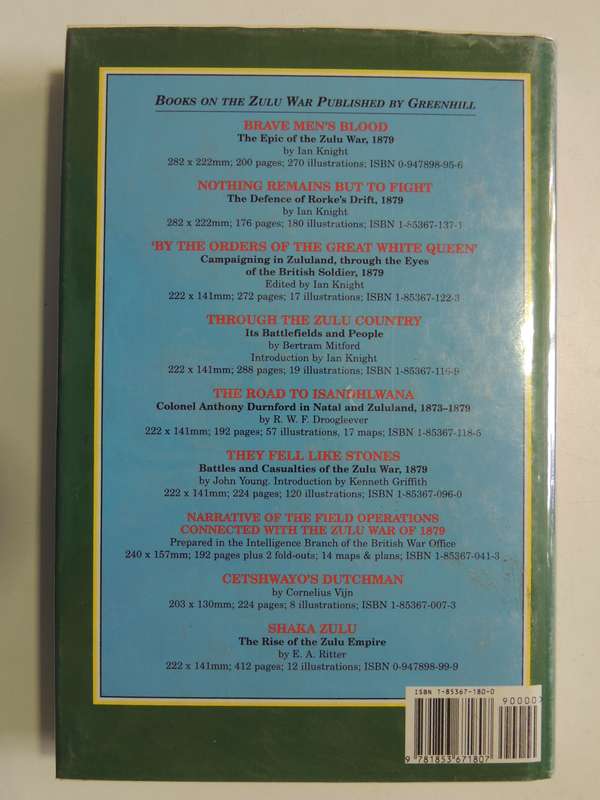 BOOKS ON THE ZULU WAR PUBLISHED BY GREENHILL
BRAVE MEN'S BLOOD
The Epic of the Zulu War, 1879
by Ian Knight
282 x 222mm; 200 pages; 270 illustrations; ISBN 0-947898-95-6
NOTHING REMAINS BUT TO FIGHT
The Defence of Rorke's Drift, 1879
by Ian Knight
282 x 222mm; 176 pages; 180 illustrations; ISBN 1-85367-137-1
'BY THE ORDERS OF THE GREAT WHITE QUEEN'
Campaigning in Zululand, through the Eyes
of the British Soldier, 1879
Edited by Ian Knight
222 x 141mm; 272 pages; 17 illustrations; ISBN 1-85367-122-3
THROUGH THE ZULU COUNTRY
Its Battlefields and People
by Bertram Mitford
Introduction by Ian Knight
222 x 141mm; 288 pages; 19 illustrations; ISBN 1-85367-116-9
THE ROAD TO ISANDHLWANA
Colonel Anthony Durnford in Natal and Zululand, 1873–1879
by R. W. F. Droogleever
222 x 141mm; 192 pages; 57 illustrations, 17 maps; ISBN 1-85367-118-5
THEY FELL LIKE STONES
Battles and Casualties of the Zulu War, 1879
by John Young. Introduction by Kenneth Griffith
222 x 141mm; 224 pages; 120 illustrations; ISBN 1-85367-096-0
NARRATIVE OF THE FIELD OPERATIONS
CONNECTED WITH THE ZULU WAR OF 1879
Prepared in the Intelligence Branch of the British War Office
240 x 157mm; 192 pages plus 2 fold-outs; 14 maps & plans; ISBN 1-85367-041-3
CETSHWAYO'S DUTCHMAN
by Cornelius Vijn
203 x 130mm; 224 pages; 8 illustrations; ISBN 1-85367-007-3
SHAKA ZULU
The Rise of the Zulu Empire
by E. A. Ritter
222 x 141mm; 412 pages; 12 illustrations; ISBN 0-947898-99-9
ISBN 1-85367-180-0
90000>
9 781853 671807